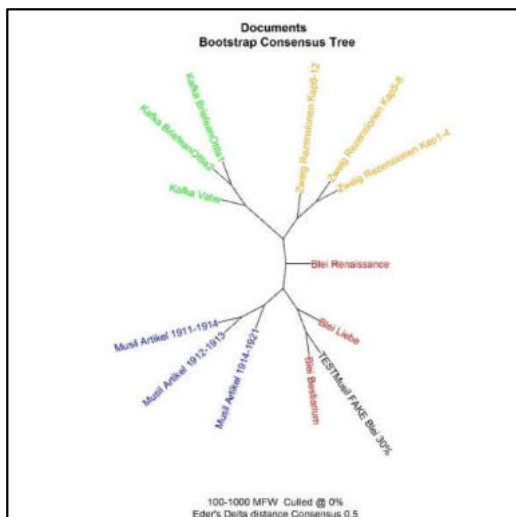 Documents
Bootstrap Consensus Tree
Kafka BriefeanOttla1
Kafka BriefeanOttla2
Kafka Vater
Zweig Rezensionen Kap9-12
Zweig Rezensionen Kap5-8
Zweig Rezensionen Kap1-4
Blei Renaissance
Blei Liebe
TESTMusil FAKE Blei 30%
Blei Bestiarium
Musil Artikel 1914-1921
Musil Artikel 1912-1913
Musil Artikel 1911-1914
100-1000 MFW Culled @ 0%
Eder's Delta distance Consensus 0.5